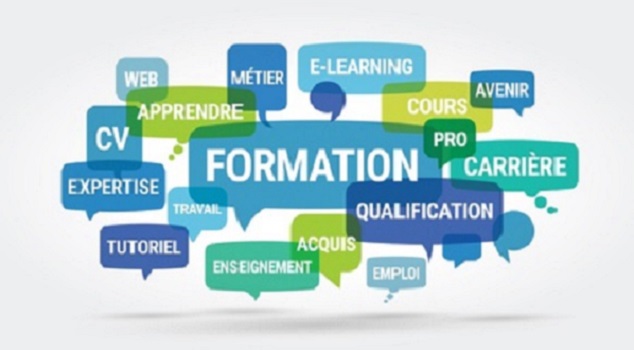 WEB
MÉTIER
E-LEARNING
AVENIR
APPRENDRE
COURS
CV
PRO
FORMATION
CARRIÈRE
EXPERTISE
TRAVAIL
QUALIFICATION
TUTORIEL
ACQUIS
ENSEIGNEMENT
EMPLOI